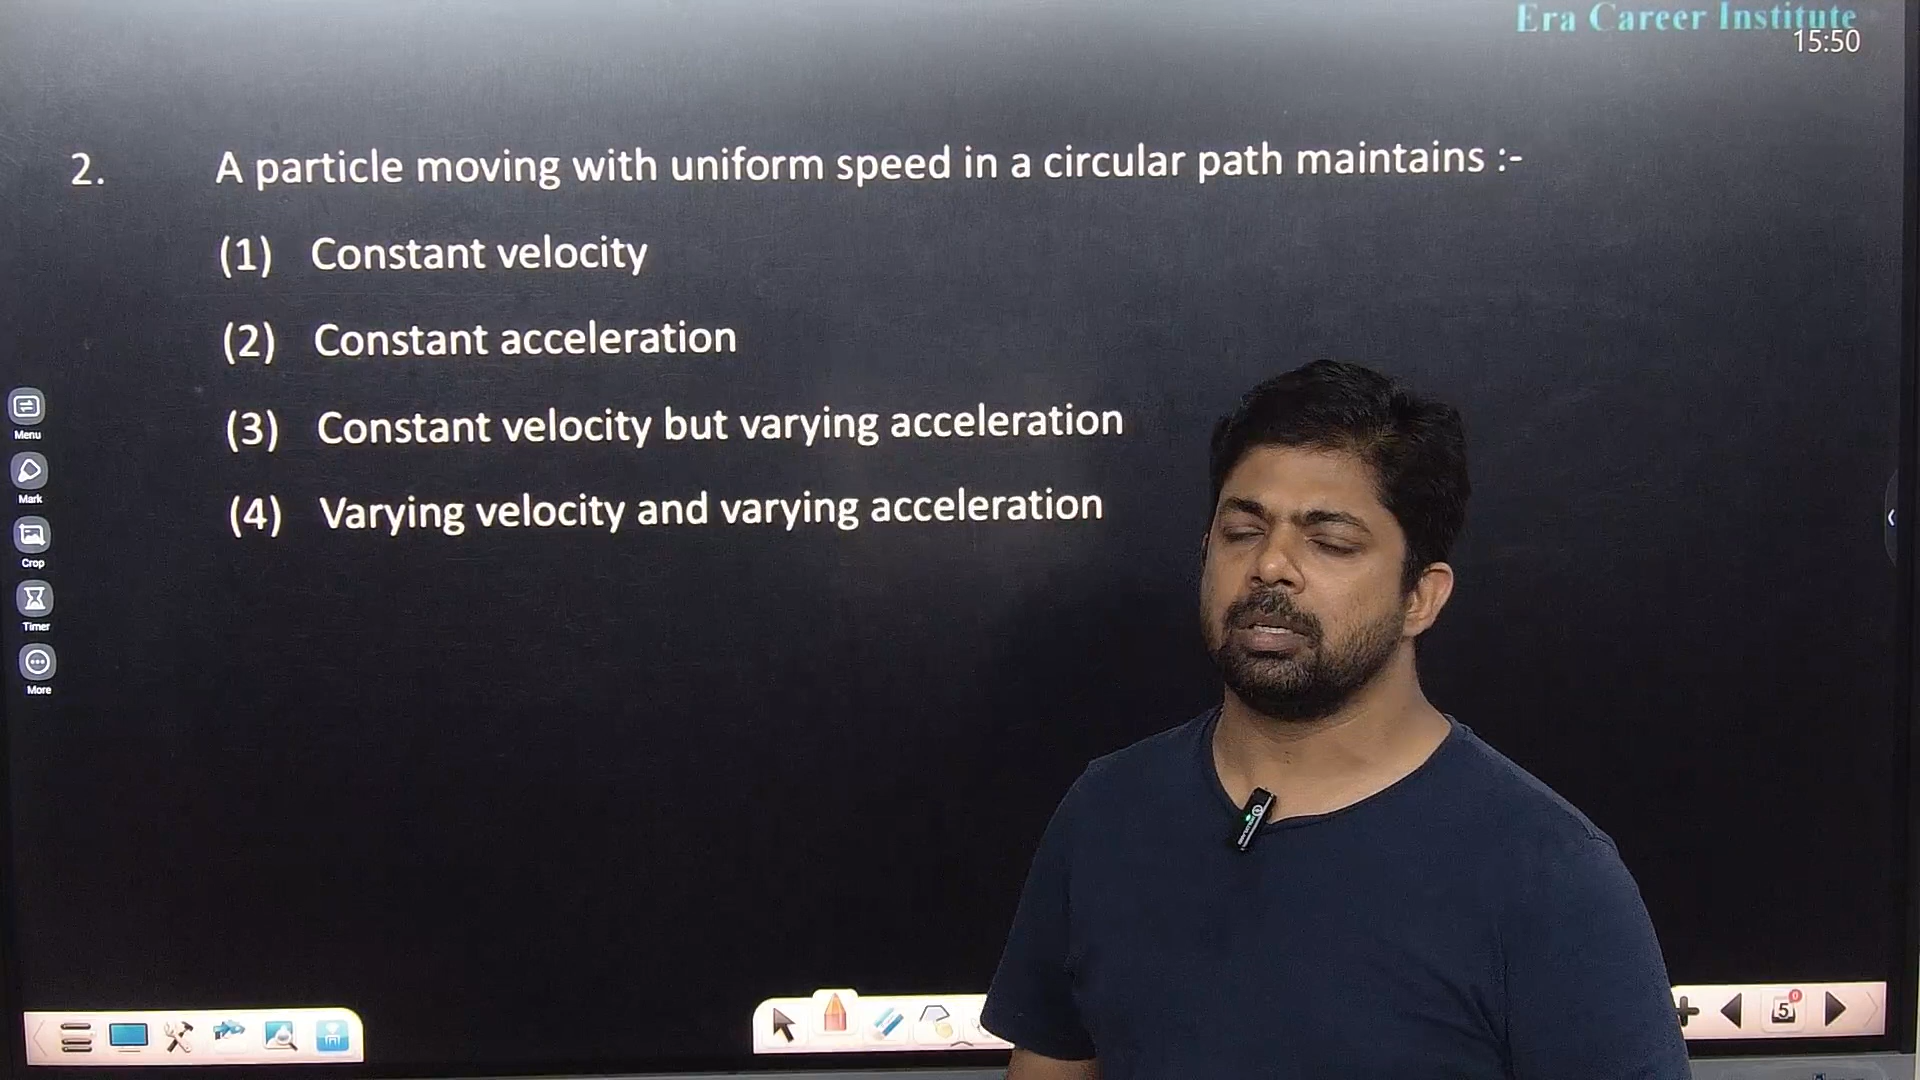 Era Career Institute
15:50
2. A particle moving with uniform speed in a circular path maintains :-
(1) Constant velocity
(2) Constant acceleration
(3) Constant velocity but varying acceleration
(4) Varying velocity and varying acceleration
Menu
Mark
Crop
Timer
More
5
0